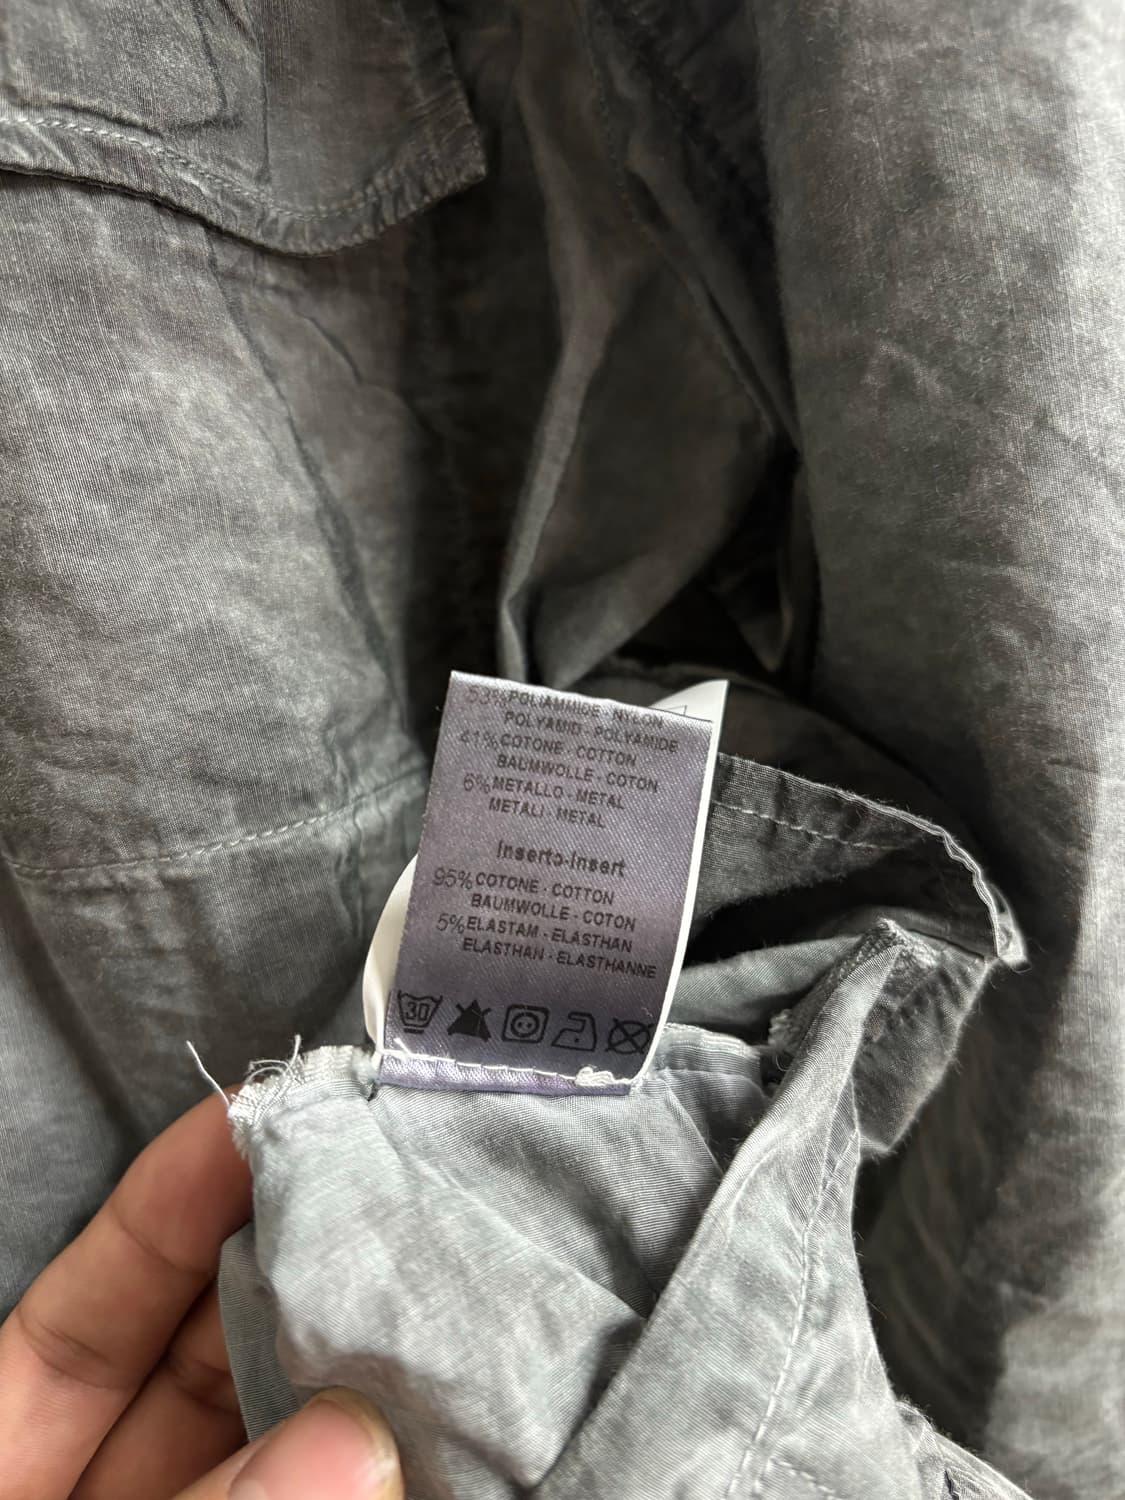 53% POLIAMMIDE - NYLON
POLYAMID - POLYAMIDE
41% COTONE - COTTON
BAUMWOLLE - COTON
6% METALLO - METAL
METALI - METAL
Inserto-Insert
95% COTONE - COTTON
BAUMWOLLE - COTON
5% ELASTAM - ELASTHAN
ELASTHAN - ELASTHANNE
30